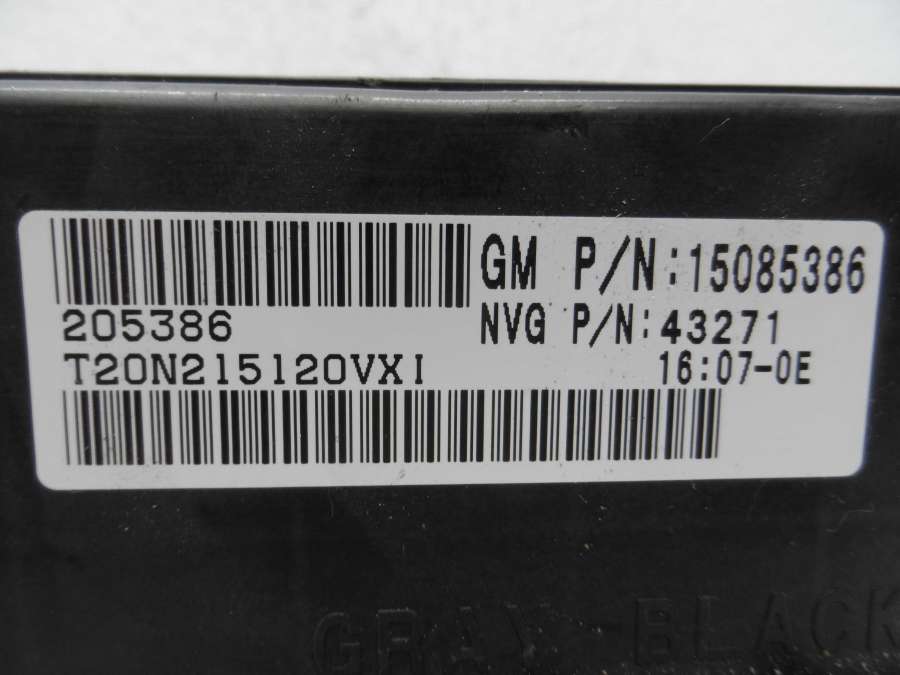 GM P/N:15085386
205386 NVG P/N:43271
T20N215120VXI 16:07-0E
GRAY BLACK